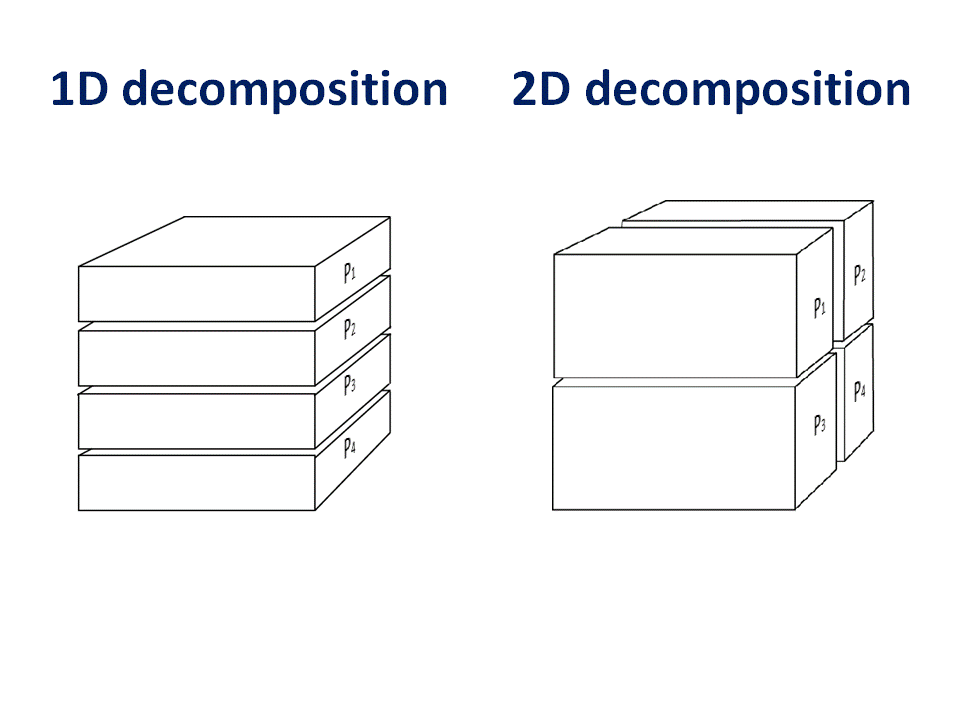 1D decomposition
2D decomposition
P1
P2
P3
P4
P1
P2
P3
P4